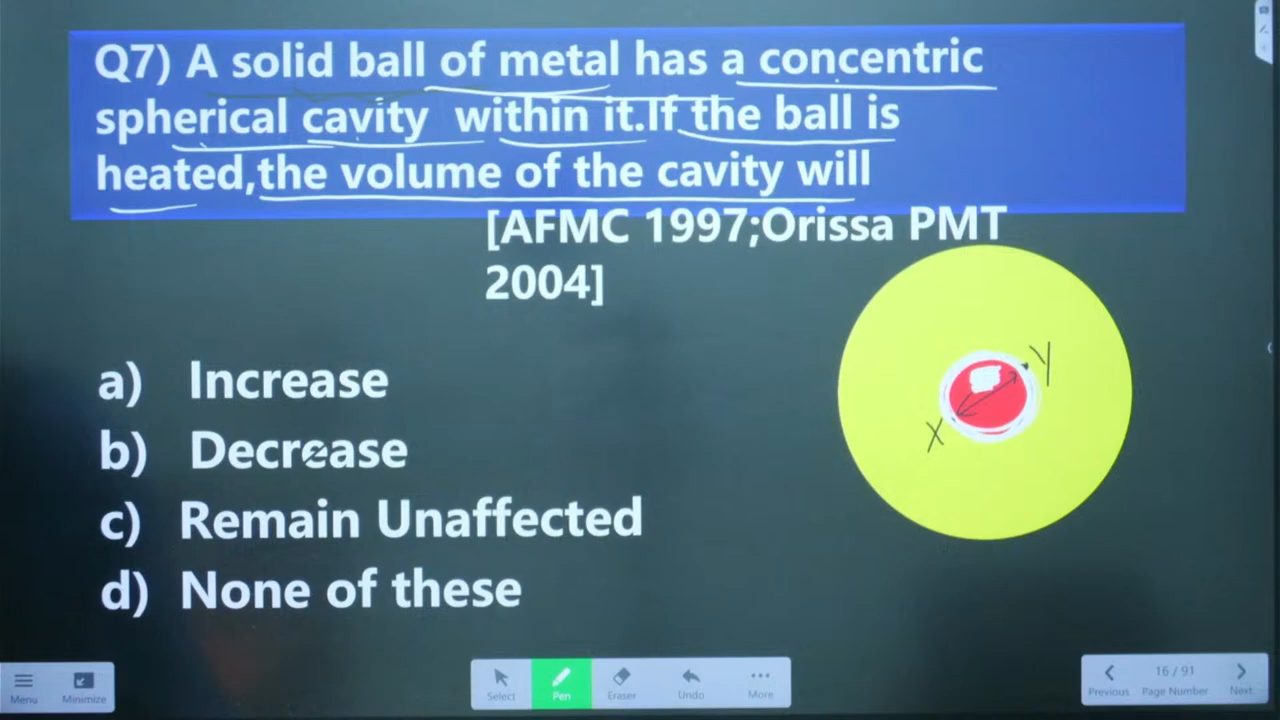 Q7) A solid ball of metal has a concentric
spherical cavity within it.If the ball is
heated,the volume of the cavity will
[AFMC 1997;Orissa PMT
2004]
a) Increase
b) Decrease
c) Remain Unaffected
d) None of these
Y
X
Menu
Minimize
Select
Pen
Eraser
Undo
More
16 / 91
Previous Page Number Next